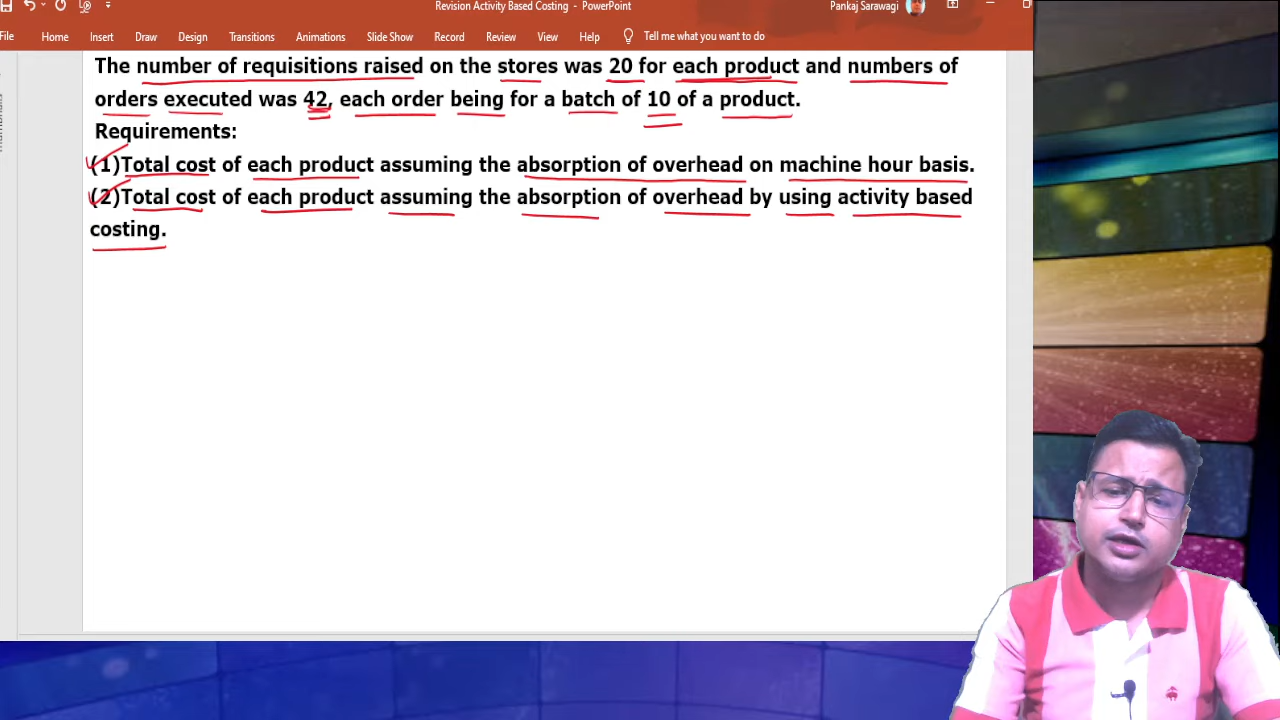 Revision Activity Based Costing - PowerPoint
Pankaj Sarawagi
File Home Insert Draw Design Transitions Animations Slide Show Record Review View Help Tell me what you want to do
The number of requisitions raised on the stores was 20 for each product and numbers of
orders executed was 42, each order being for a batch of 10 of a product.
Requirements:
(1)Total cost of each product assuming the absorption of overhead on machine hour basis.
(2)Total cost of each product assuming the absorption of overhead by using activity based
costing.